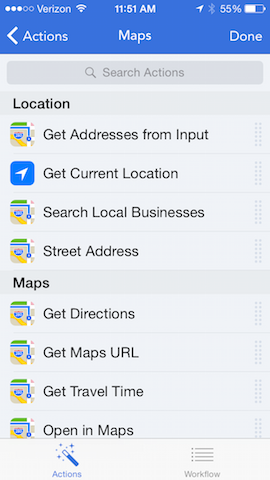 Verizon 11:51 AM 55%
Actions Maps Done
Search Actions
Location
Get Addresses from Input
Get Current Location
Search Local Businesses
Street Address
Maps
Get Directions
Get Maps URL
Get Travel Time
Open in Maps
Actions Workflow